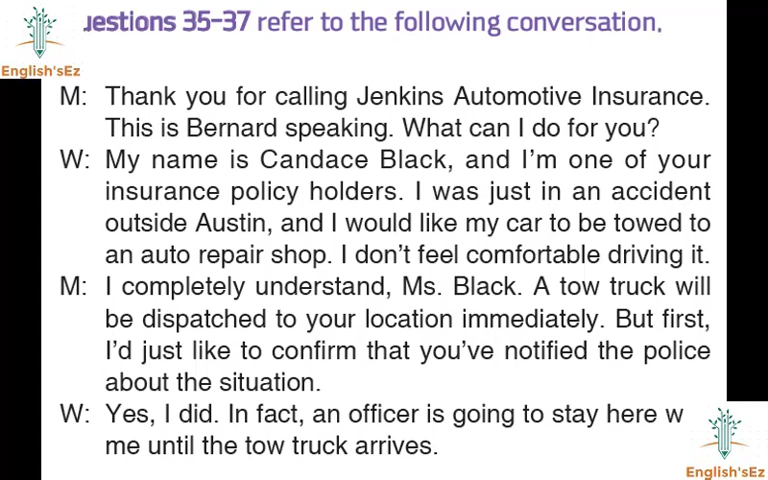 uestions 35–37 refer to the following conversation.
English'sEz
M: Thank you for calling Jenkins Automotive Insurance.
This is Bernard speaking. What can I do for you?
W: My name is Candace Black, and I'm one of your
insurance policy holders. I was just in an accident
outside Austin, and I would like my car to be towed to
an auto repair shop. I don't feel comfortable driving it.
M: I completely understand, Ms. Black. A tow truck will
be dispatched to your location immediately. But first,
I'd just like to confirm that you've notified the police
about the situation.
W: Yes, I did. In fact, an officer is going to stay here w
me until the tow truck arrives.
English'sEz